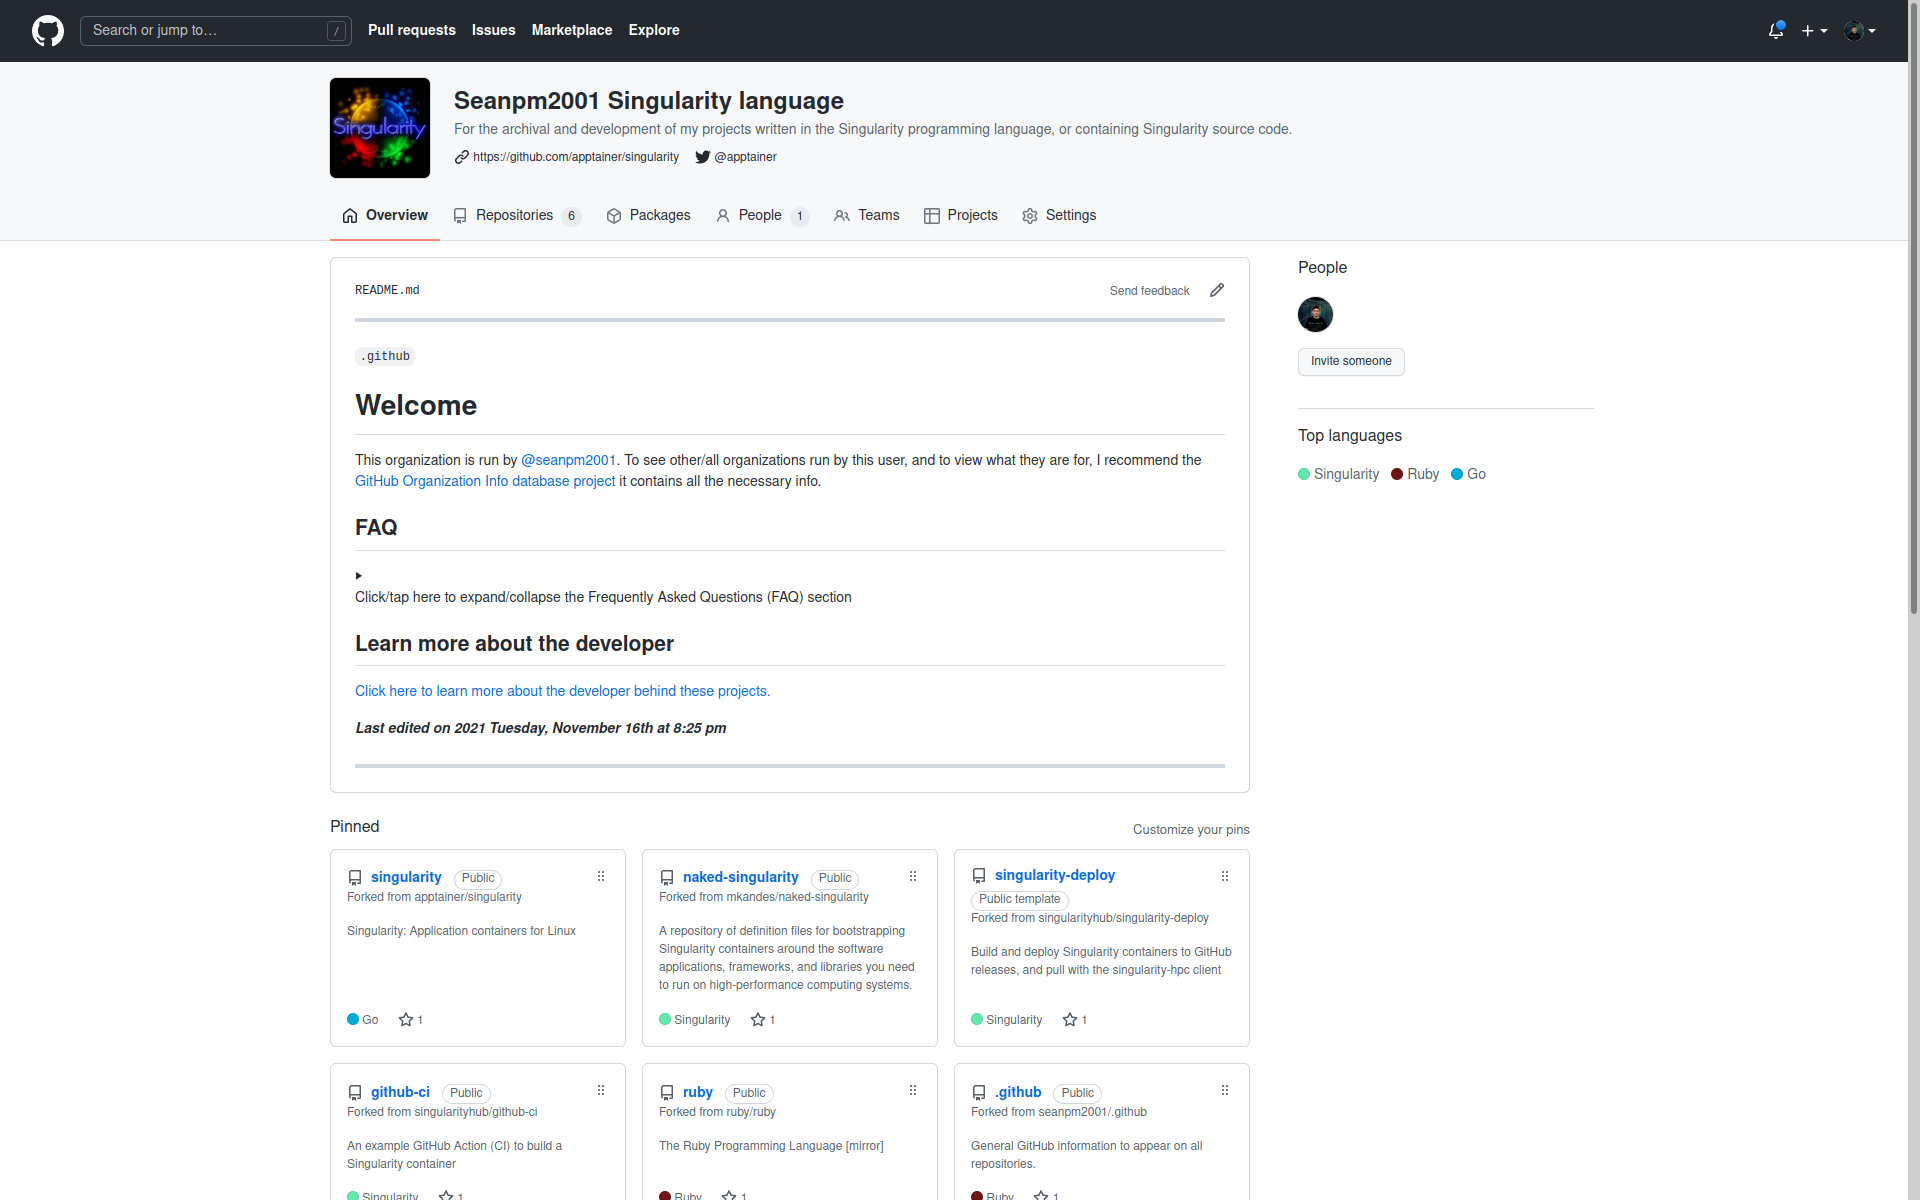 Search or jump to… /
Pull requests
Issues
Marketplace
Explore
Singularity
Seanpm2001 Singularity language
For the archival and development of my projects written in the Singularity programming language, or containing Singularity source code.
https://github.com/apptainer/singularity @apptainer
Overview
Repositories 6
Packages
People 1
Teams
Projects
Settings
README.md
Send feedback
.github
Welcome
This organization is run by @seanpm2001. To see other/all organizations run by this user, and to view what they are for, I recommend the
GitHub Organization Info database project it contains all the necessary info.
FAQ
Click/tap here to expand/collapse the Frequently Asked Questions (FAQ) section
Learn more about the developer
Click here to learn more about the developer behind these projects.
Last edited on 2021 Tuesday, November 16th at 8:25 pm
People
Invite someone
Top languages
Singularity Ruby Go
Pinned
Customize your pins
singularity Public
Forked from apptainer/singularity
Singularity: Application containers for Linux
Go 1
naked-singularity Public
Forked from mkandes/naked-singularity
A repository of definition files for bootstrapping
Singularity containers around the software
applications, frameworks, and libraries you need
to run on high-performance computing systems.
Singularity 1
singularity-deploy
Public template
Forked from singularityhub/singularity-deploy
Build and deploy Singularity containers to GitHub
releases, and pull with the singularity-hpc client
Singularity 1
github-ci Public
Forked from singularityhub/github-ci
An example GitHub Action (CI) to build a
Singularity container
Singularity 1
ruby Public
Forked from ruby/ruby
The Ruby Programming Language [mirror]
Ruby 1
.github Public
Forked from seanpm2001/.github
General GitHub information to appear on all
repositories.
Ruby 1